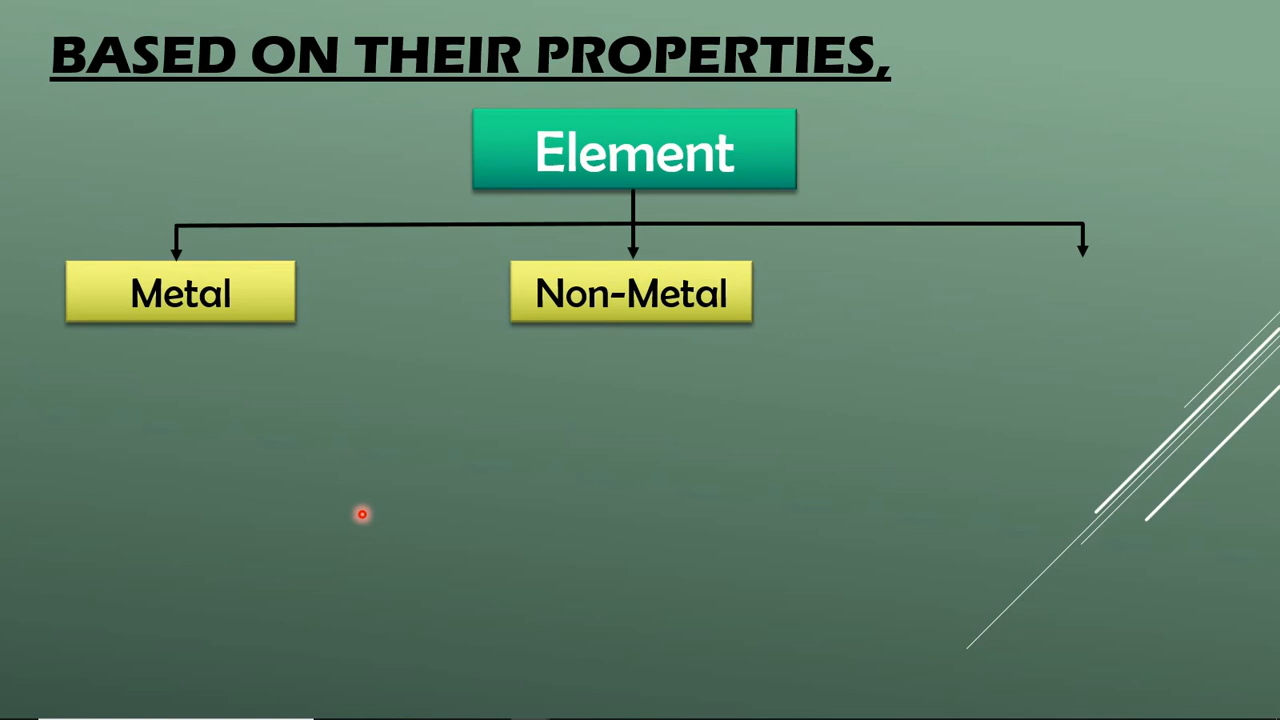 BASED ON THEIR PROPERTIES,
Element
Metal
Non-Metal